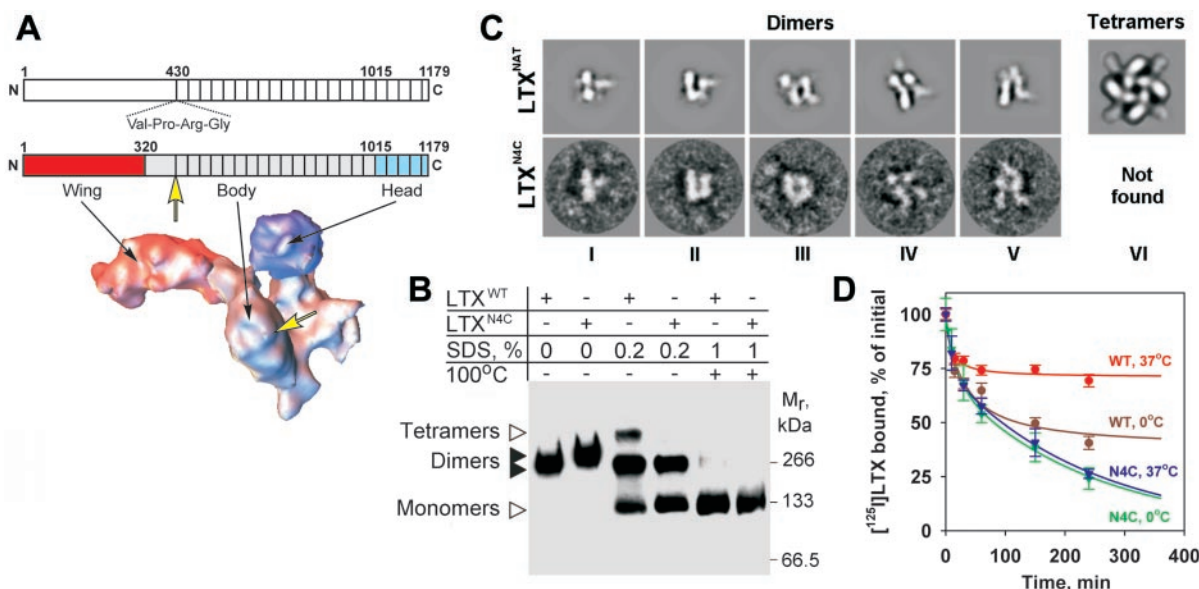 A
1 430 1015 1179
N C
Val-Pro-Arg-Gly
1 320 1015 1179
N C
Wing Body Head
C
Dimers Tetramers
LTX^NAT
LTX^N4C
Not
found
I II III IV V VI
B
LTX^WT + - + - + -
LTX^N4C - + - + - +
SDS, % 0 0 0.2 0.2 1 1
100°C - - - - + +
M_r,
kDa
Tetramers
Dimers 266
Monomers 133
66.5
D
[^125I]LTX bound, % of initial
100
75
50
25
0
WT, 37°C
WT, 0°C
N4C, 37°C
N4C, 0°C
0 100 200 300 400
Time, min